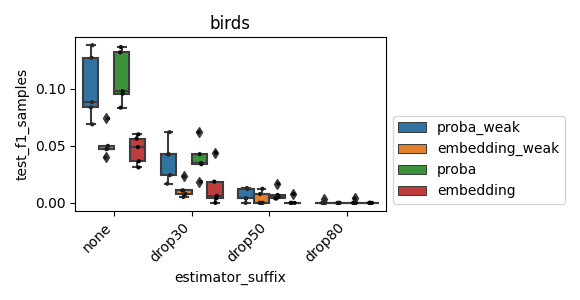 birds
test_f1_samples
0.10
0.05
0.00
none
drop30
drop50
drop80
estimator_suffix
proba_weak
embedding_weak
proba
embedding